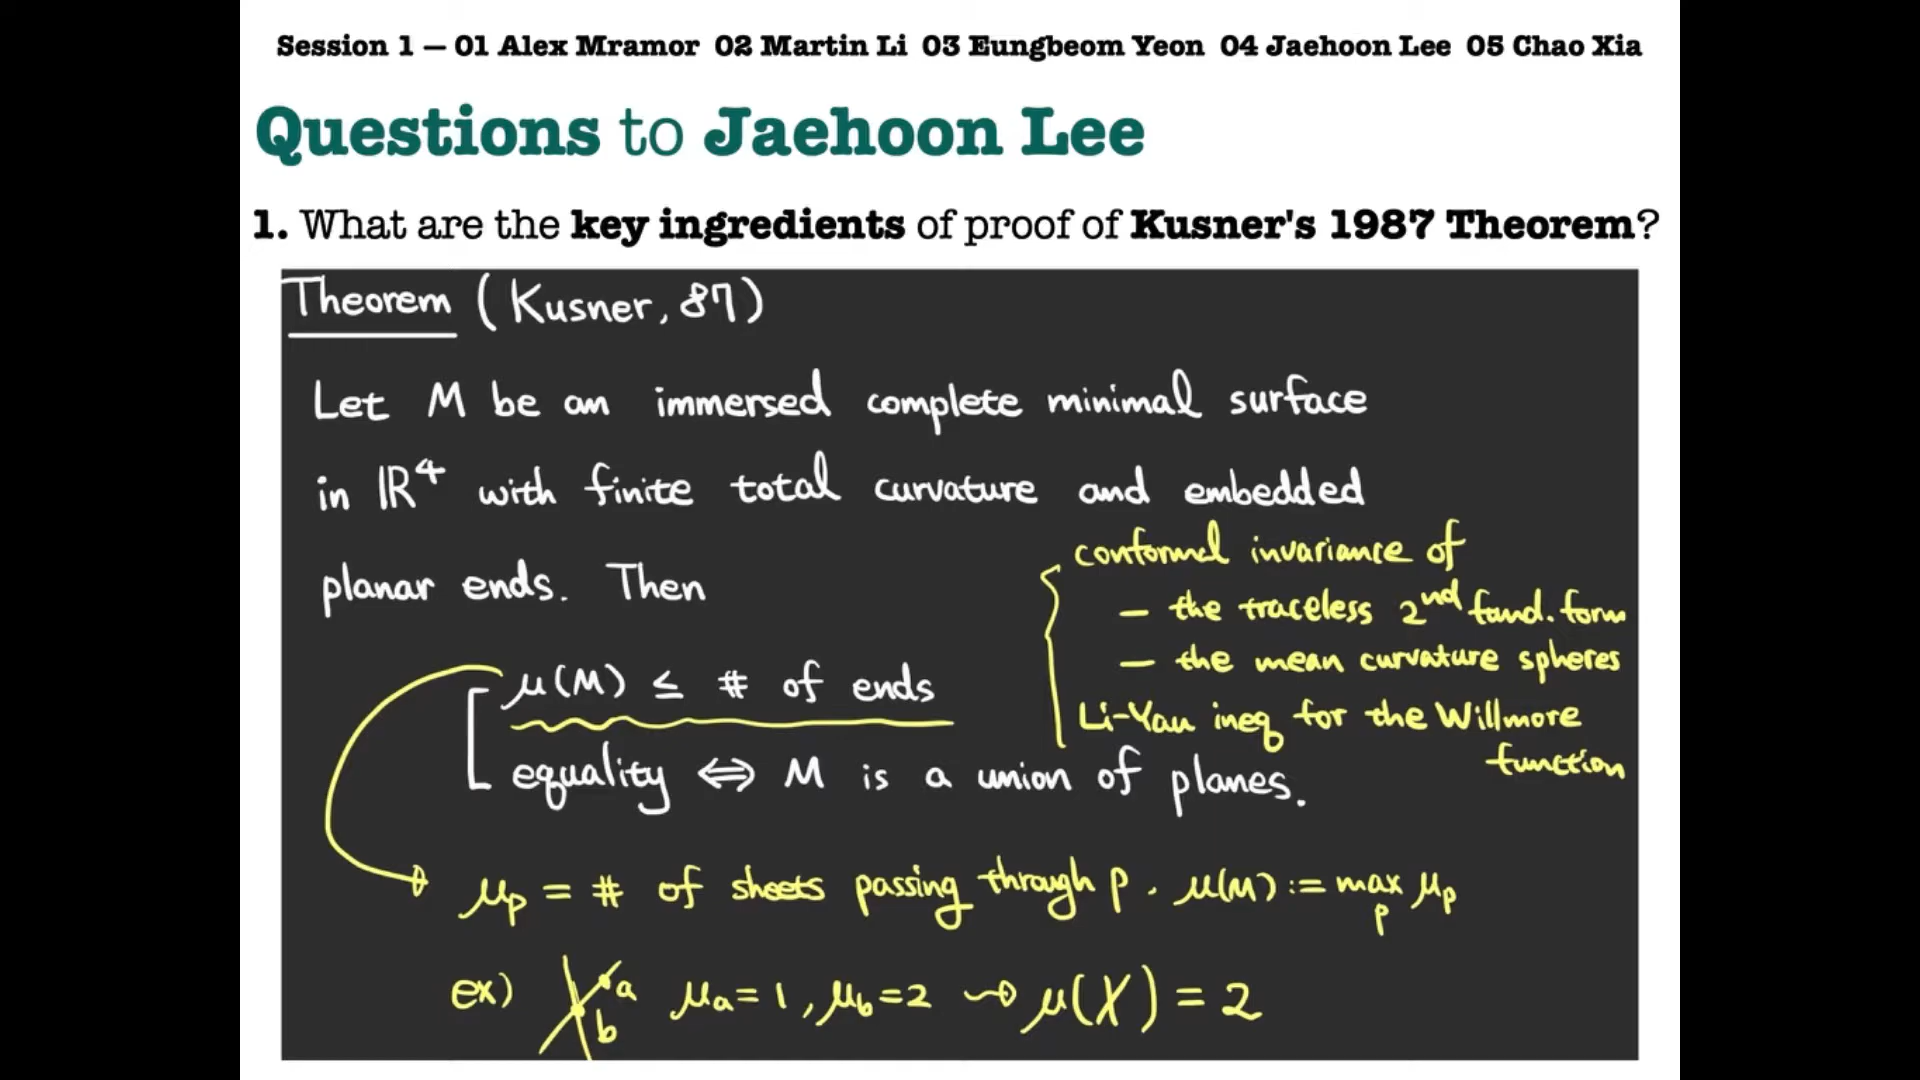 Session 1 — 01 Alex Mramor 02 Martin Li 03 Eungbeom Yeon 04 Jaehoon Lee 05 Chao Xia
Questions to Jaehoon Lee
1. What are the key ingredients of proof of Kusner's 1987 Theorem?
Theorem (Kusner, 87)
Let M be an immersed complete minimal surface
in ℝ⁴ with finite total curvature and embedded
planar ends. Then
conformal invariance of
— the traceless 2nd fund. form
— the mean curvature spheres
Li-Yau ineq for the Willmore
function
μ(M) ≤ # of ends
equality ⇔ M is a union of planes.
μp = # of sheets passing through p. μ(M) := max μp
p
ex) a μa = 1, μb = 2 ⇝ μ(X) = 2
b